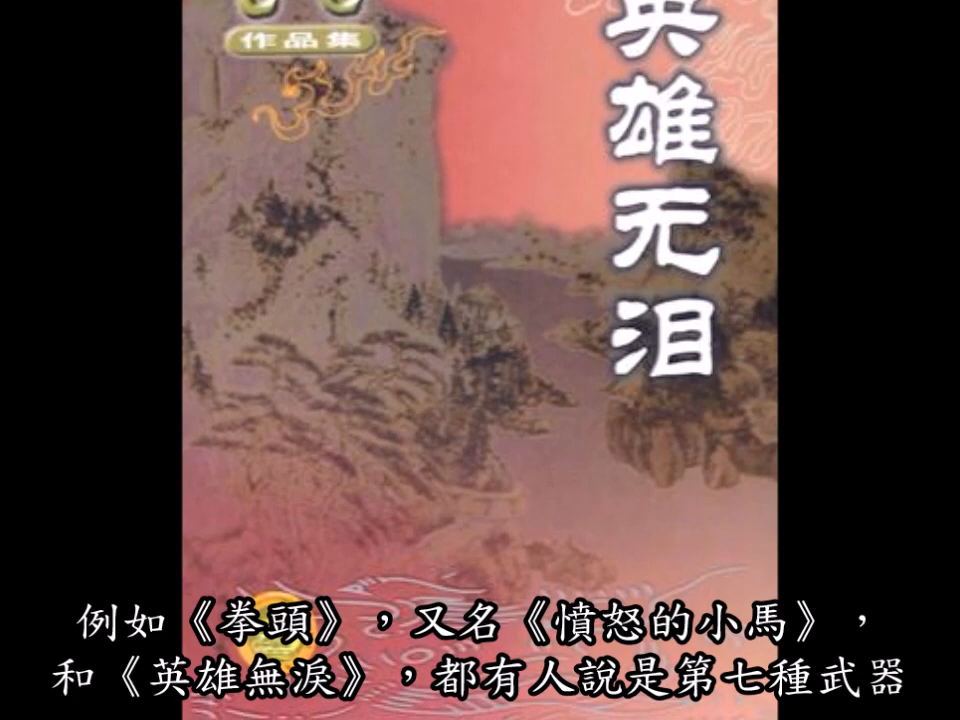 作品集
英雄无泪
例如《拳頭》，又名《憤怒的小馬》，
和《英雄無淚》，都有人說是第七種武器